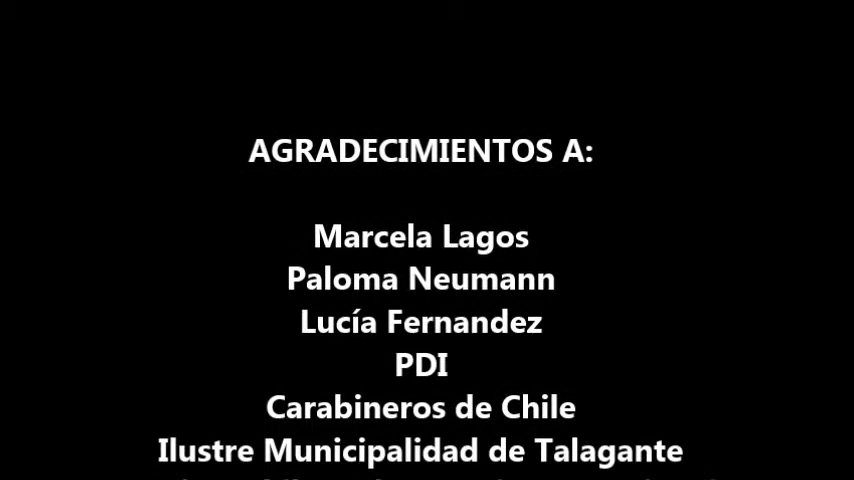 AGRADECIMIENTOS A:
Marcela Lagos
Paloma Neumann
Lucía Fernandez
PDI
Carabineros de Chile
Ilustre Municipalidad de Talagante